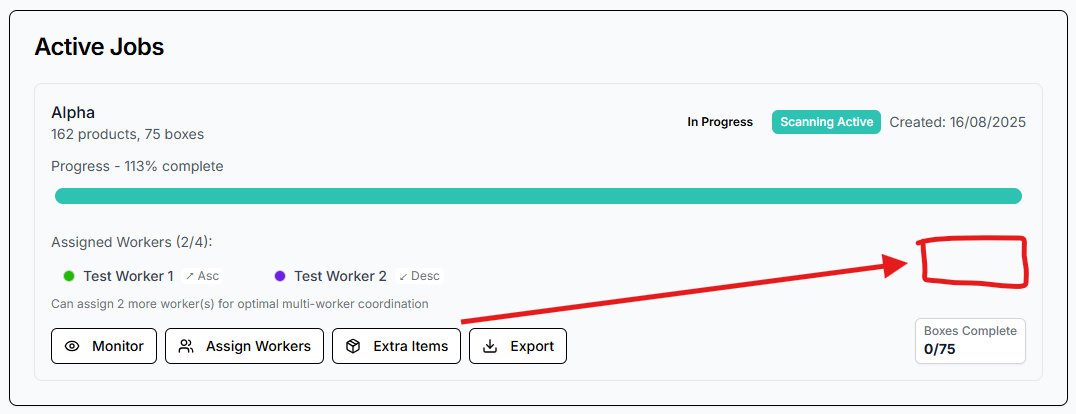 Active Jobs
Alpha
162 products, 75 boxes
In Progress
Scanning Active
Created: 16/08/2025
Progress - 113% complete
Assigned Workers (2/4):
Test Worker 1 ↗ Asc
Test Worker 2 ↙ Desc
Can assign 2 more worker(s) for optimal multi-worker coordination
Monitor
Assign Workers
Extra Items
Export
Boxes Complete
0/75